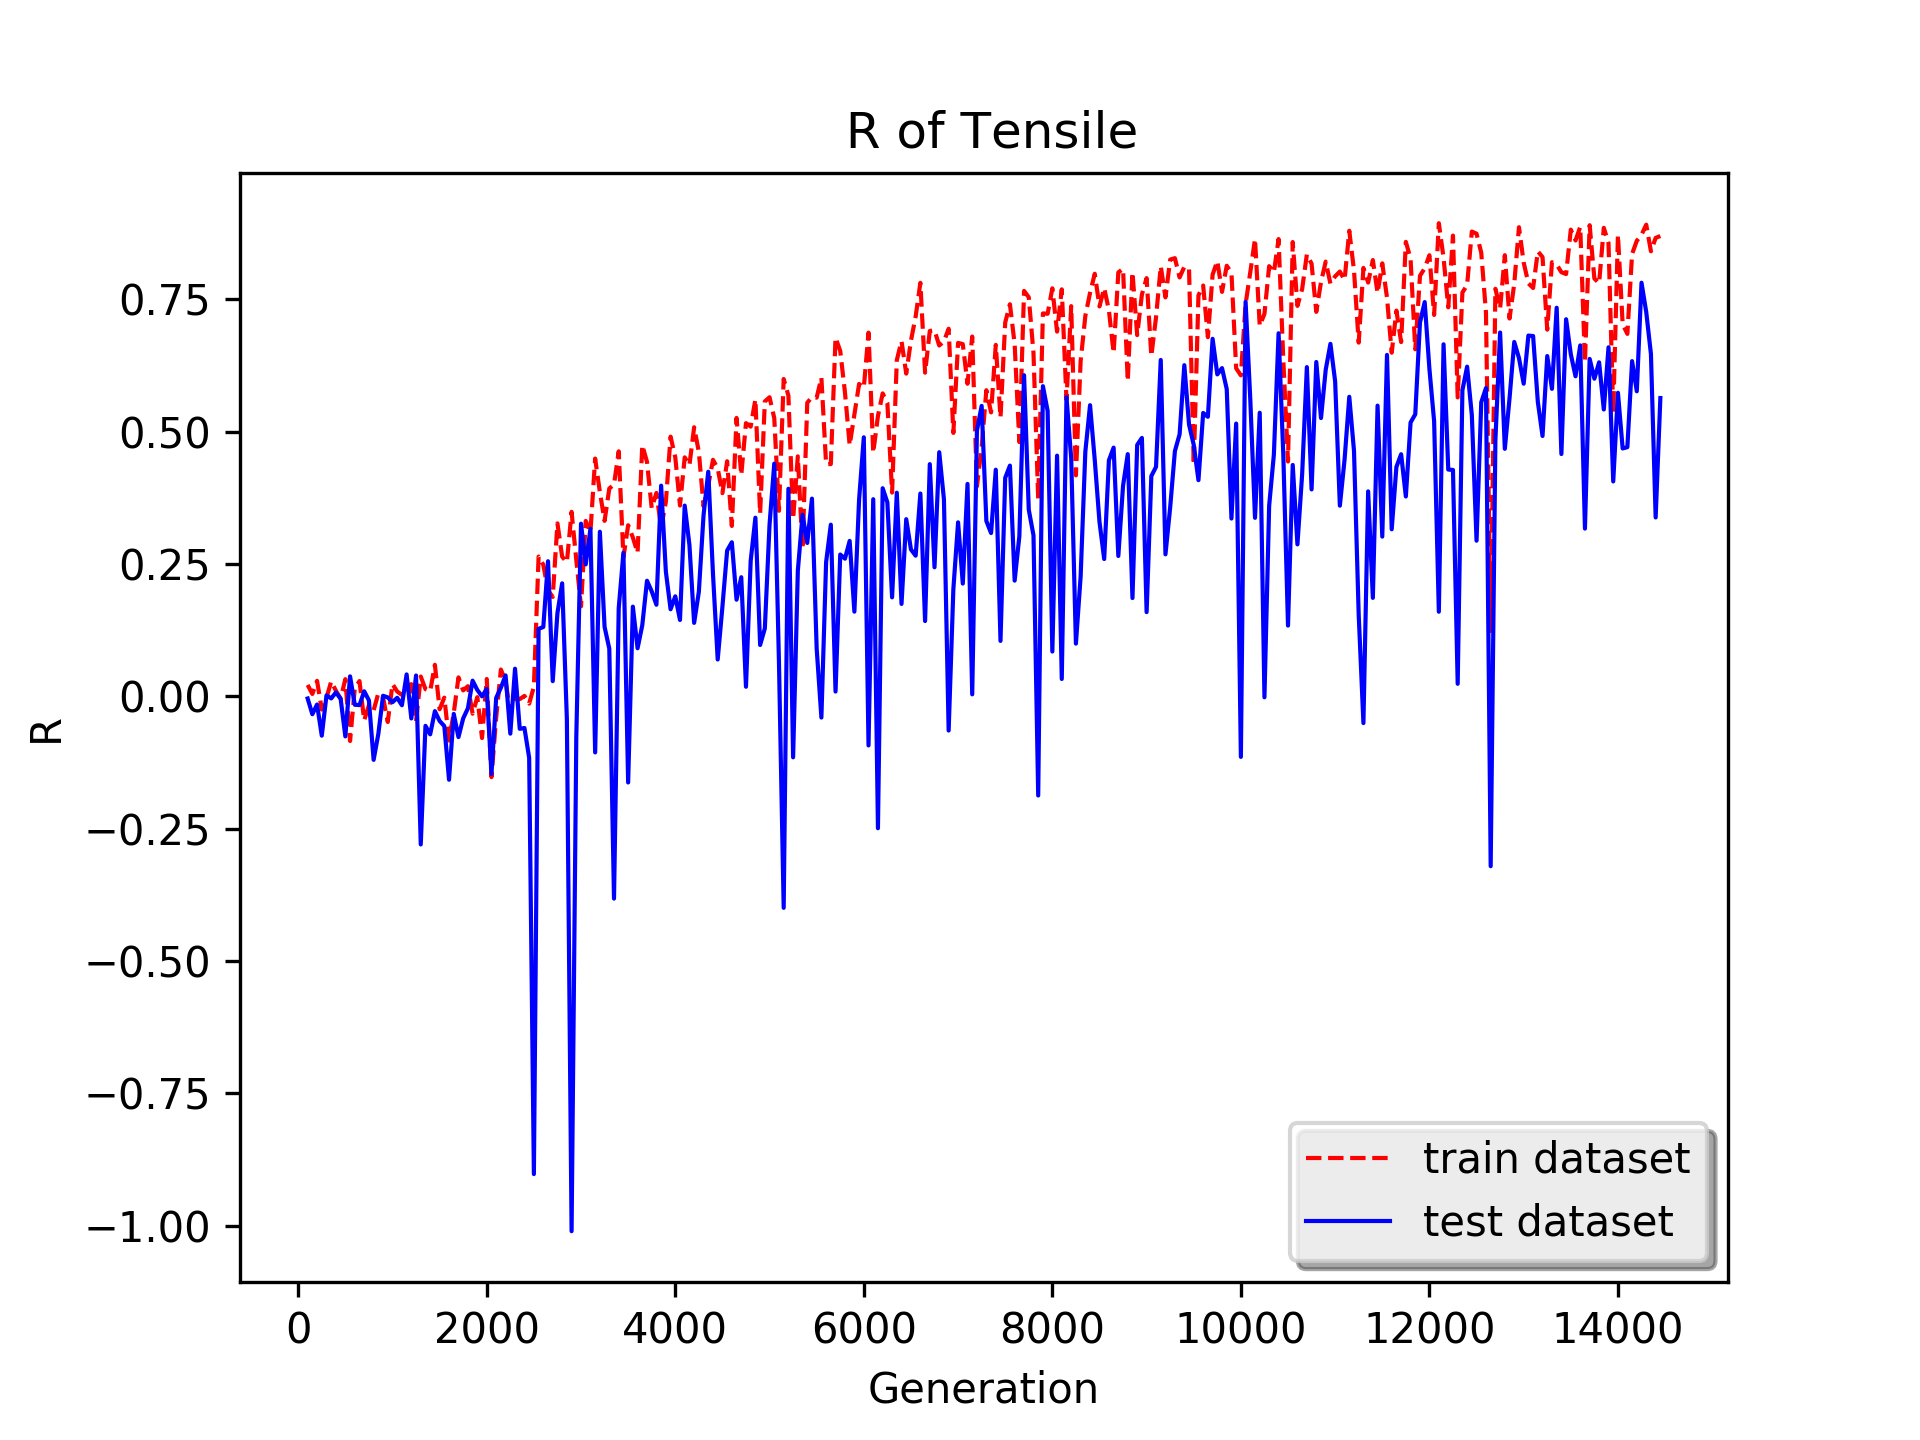 R of Tensile
R
0.75
0.50
0.25
0.00
−0.25
−0.50
−0.75
−1.00
0 2000 4000 6000 8000 10000 12000 14000
Generation
train dataset
test dataset